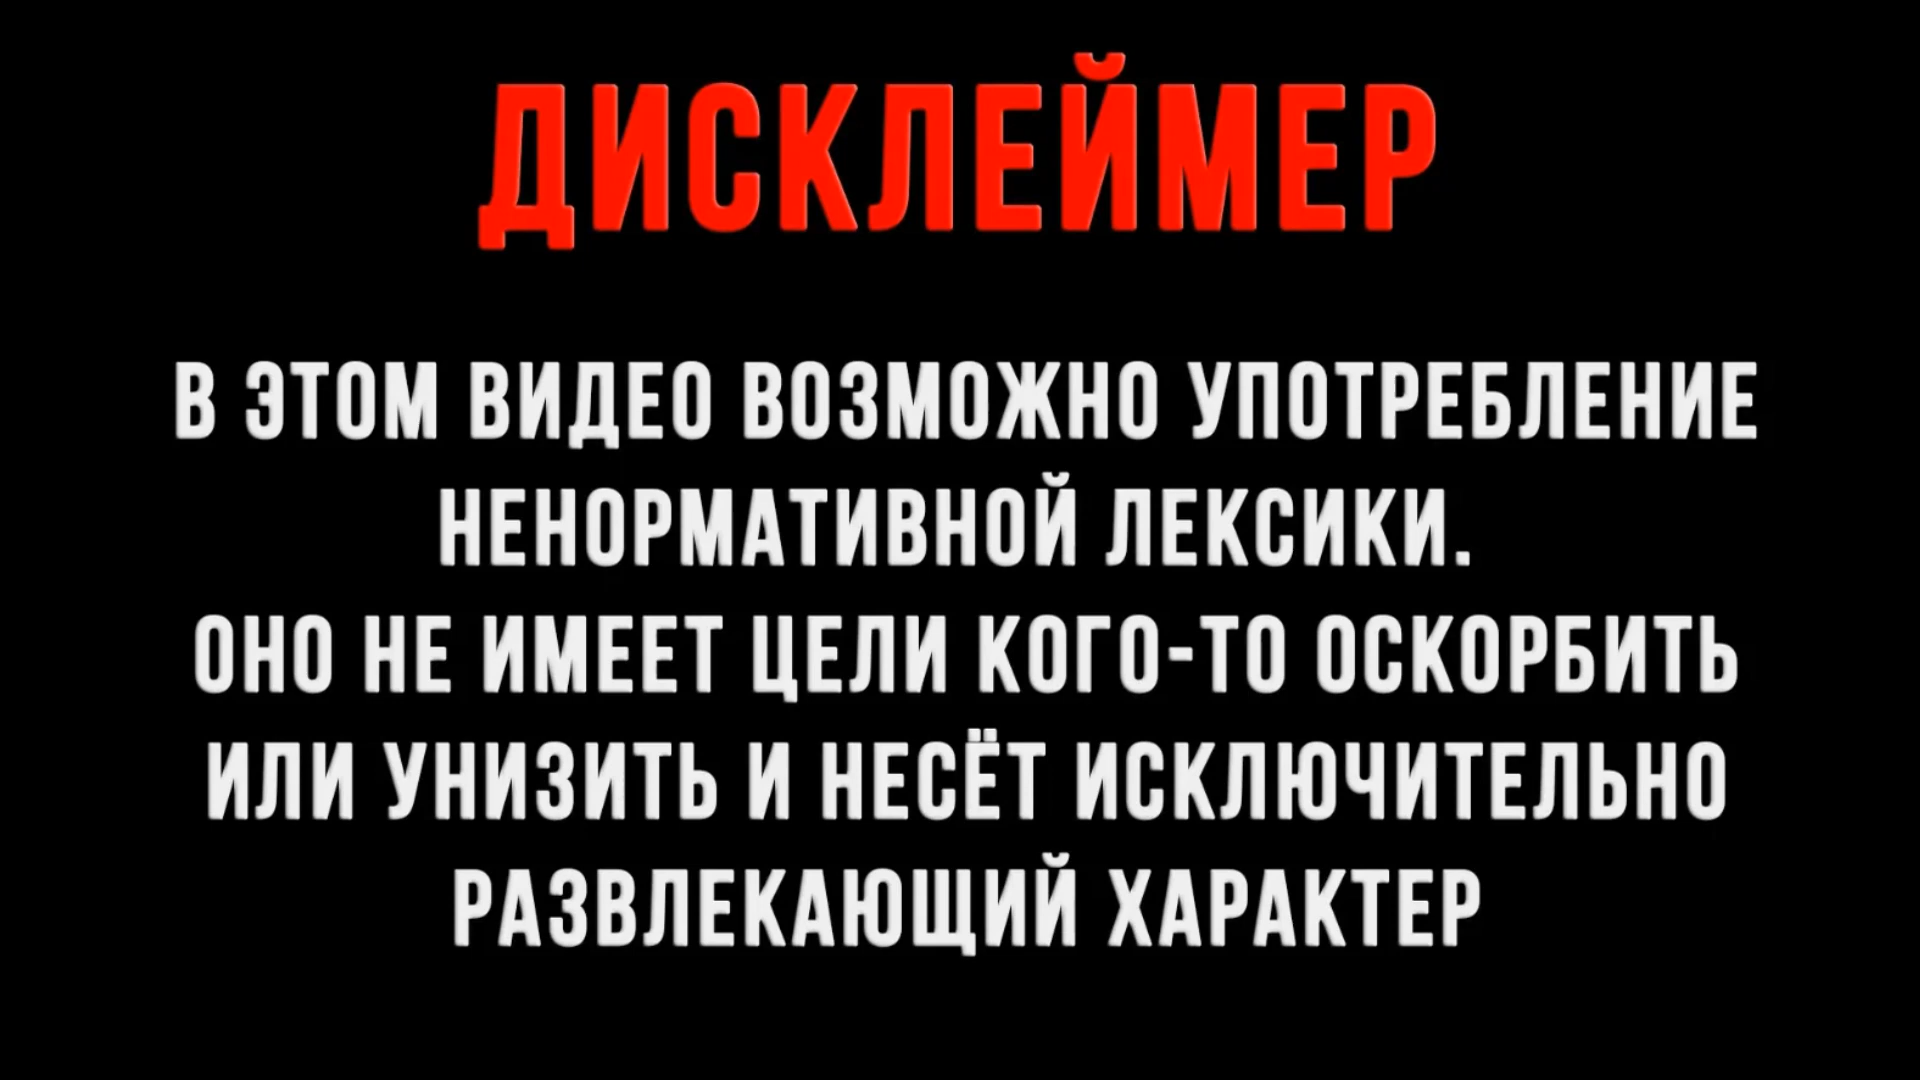 ДИСКЛЕЙМЕР
В ЭТОМ ВИДЕО ВОЗМОЖНО УПОТРЕБЛЕНИЕ
НЕНОРМАТИВНОЙ ЛЕКСИКИ.
ОНО НЕ ИМЕЕТ ЦЕЛИ КОГО-ТО ОСКОРБИТЬ
ИЛИ УНИЗИТЬ И НЕСЁТ ИСКЛЮЧИТЕЛЬНО
РАЗВЛЕКАЮЩИЙ ХАРАКТЕР